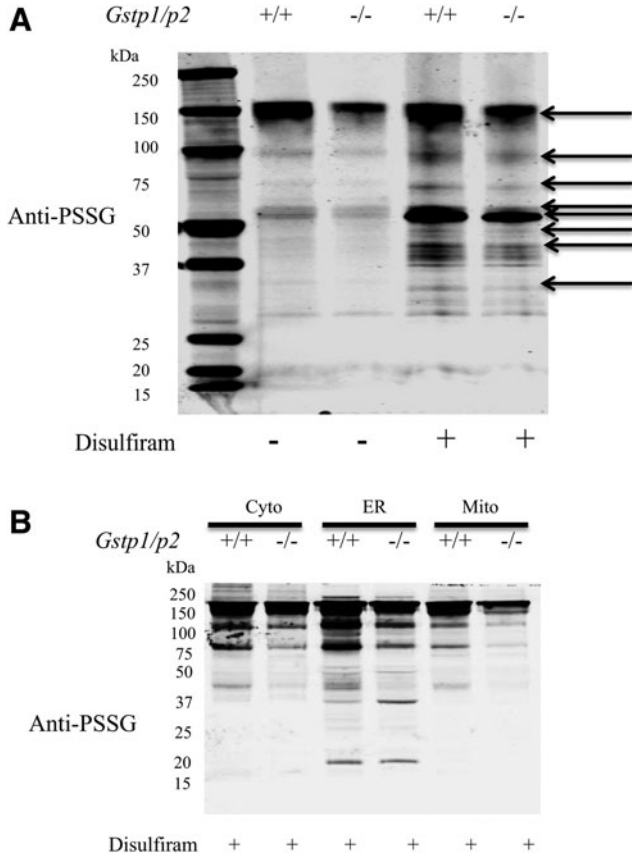 A
Gstp1/p2 +/+ -/- +/+ -/-
kDa
250
150
100
75
Anti-PSSG
50
37
25
20
15
Disulfiram - - + +
B
Cyto ER Mito
Gstp1/p2 +/+ -/- +/+ -/- +/+ -/-
kDa
250
150
100
75
50
37
Anti-PSSG
20
15
Disulfiram + + + + + +